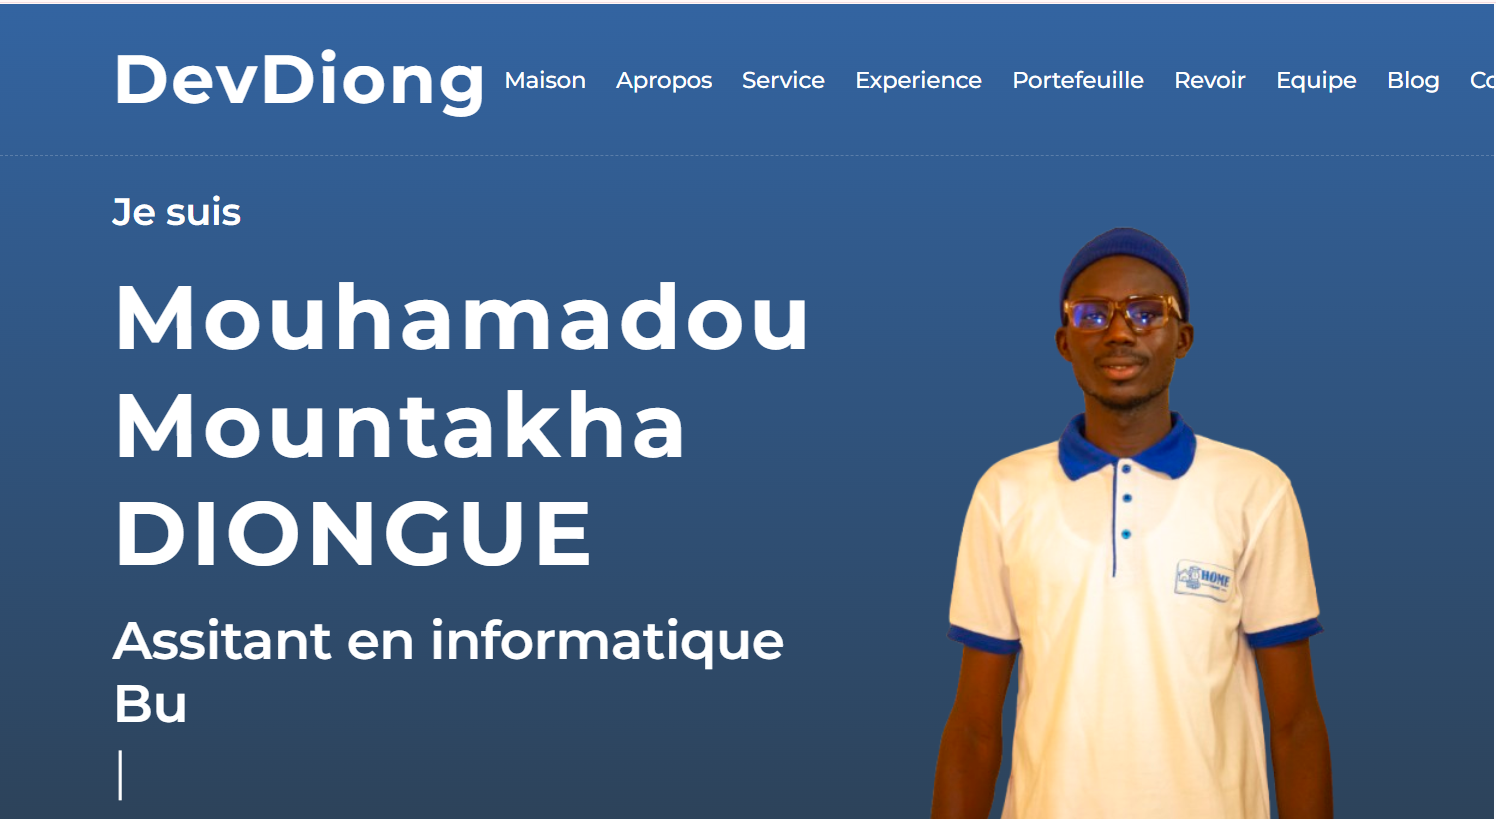 DevDiong Maison Apropos Service Experience Portefeuille Revoir Equipe Blog Co
Je suis
Mouhamadou
Mountakha
DIONGUE
Assitant en informatique
Bu
HOME